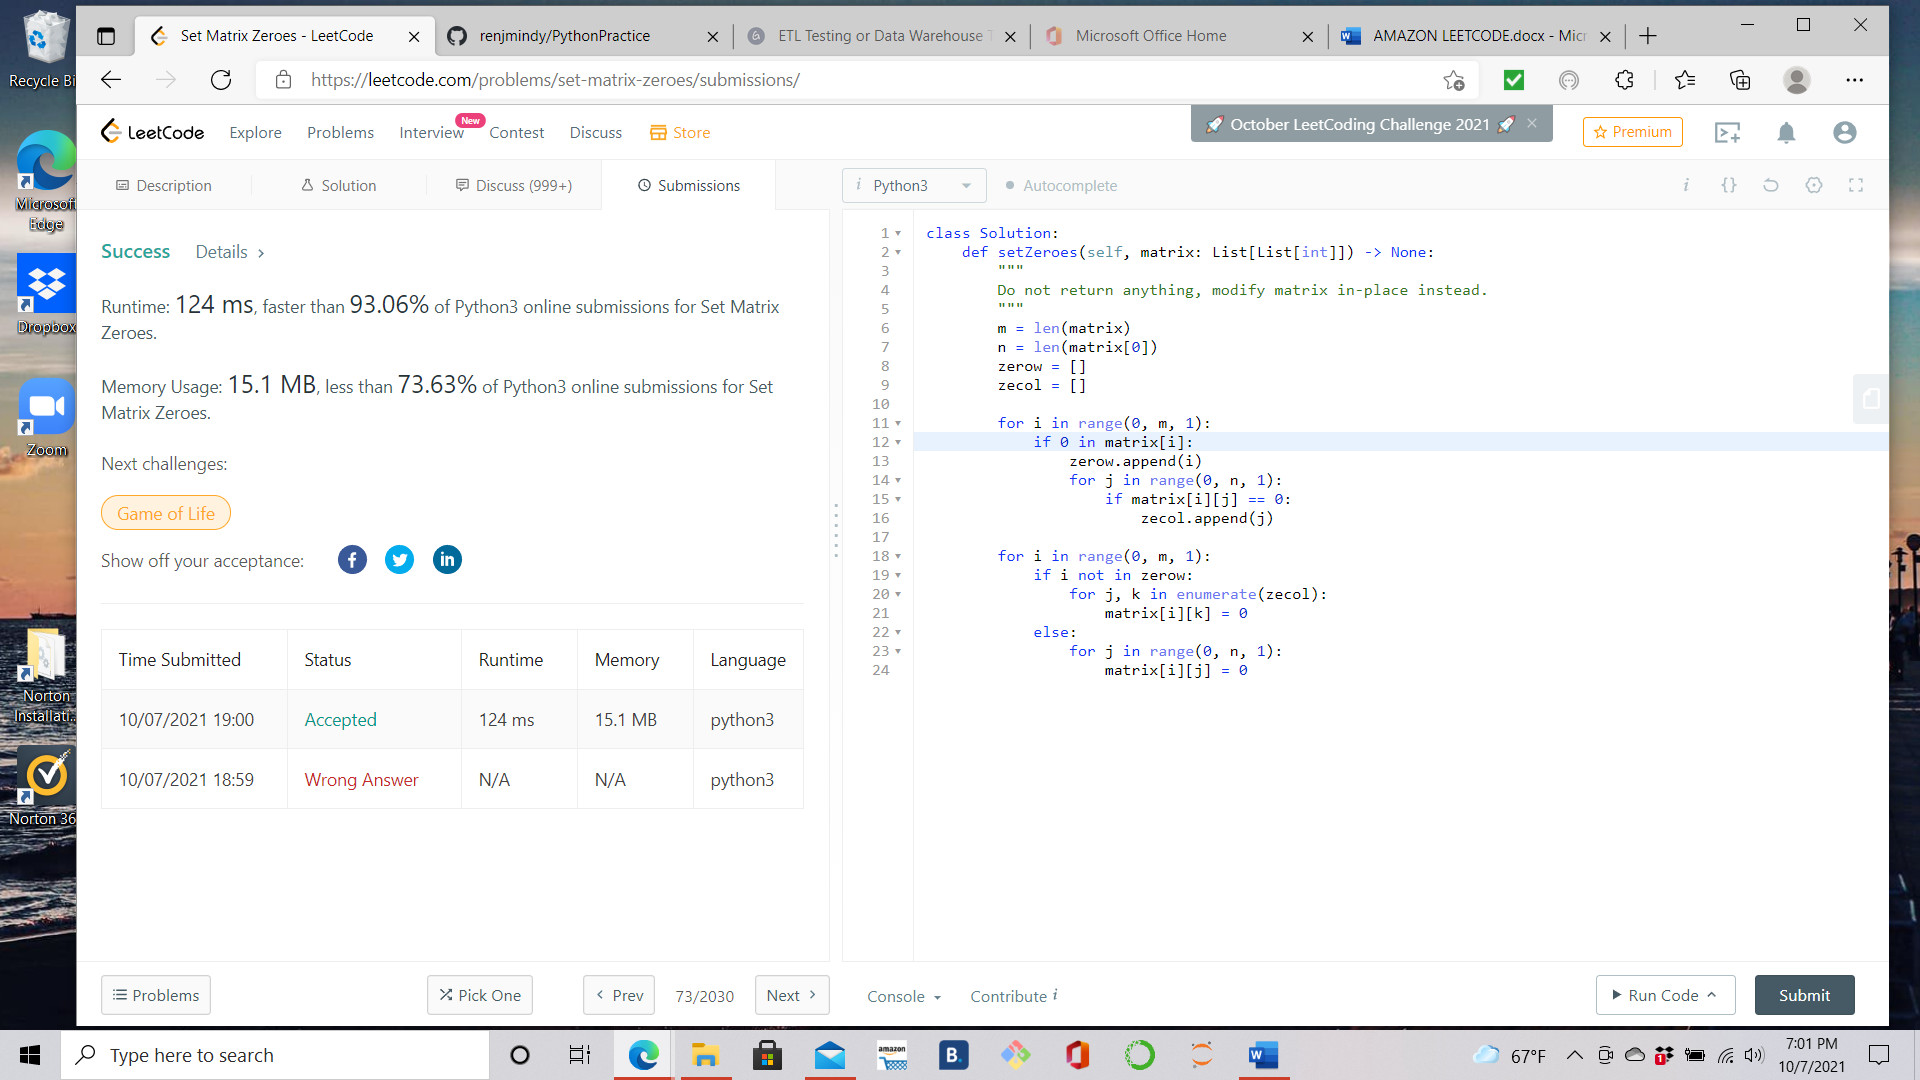 Recycle Bi
Microsoft
Edge
Dropbox
Zoom
Norton
Installati...
Norton 36
Set Matrix Zeroes - LeetCode
renjmindy/PythonPractice
ETL Testing or Data Warehouse T
Microsoft Office Home
AMAZON LEETCODE.docx - Micr
https://leetcode.com/problems/set-matrix-zeroes/submissions/
LeetCode
Explore
Problems
Interview
New
Contest
Discuss
Store
October LeetCoding Challenge 2021
Premium
Description
Solution
Discuss (999+)
Submissions
Success
Details
Runtime: 124 ms, faster than 93.06% of Python3 online submissions for Set Matrix
Zeroes.
Memory Usage: 15.1 MB, less than 73.63% of Python3 online submissions for Set
Matrix Zeroes.
Next challenges:
Game of Life
Show off your acceptance:
Time Submitted Status Runtime Memory Language
10/07/2021 19:00 Accepted 124 ms 15.1 MB python3
10/07/2021 18:59 Wrong Answer N/A N/A python3
Problems
Pick One
Prev
73/2030
Next
i Python3
Autocomplete
1 class Solution:
2     def setZeroes(self, matrix: List[List[int]]) -> None:
3         """
4         Do not return anything, modify matrix in-place instead.
5         """
6         m = len(matrix)
7         n = len(matrix[0])
8         zerow = []
9         zecol = []
10
11         for i in range(0, m, 1):
12             if 0 in matrix[i]:
13                 zerow.append(i)
14                 for j in range(0, n, 1):
15                     if matrix[i][j] == 0:
16                         zecol.append(j)
17
18         for i in range(0, m, 1):
19             if i not in zerow:
20                 for j, k in enumerate(zecol):
21                     matrix[i][k] = 0
22             else:
23                 for j in range(0, n, 1):
24                     matrix[i][j] = 0
Console
Contribute i
Run Code
Submit
Type here to search
amazon
B.
67°F
1
7:01 PM
10/7/2021